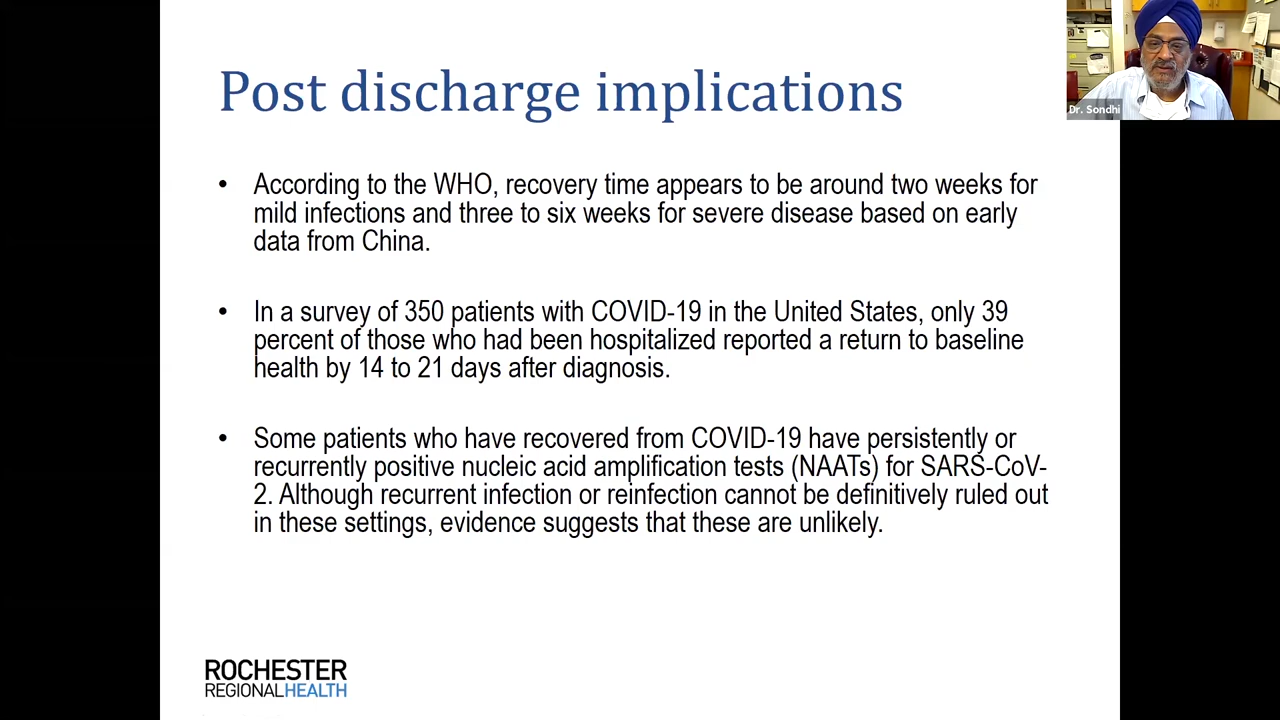 Post discharge implications
Dr. Sondhi
• According to the WHO, recovery time appears to be around two weeks for
mild infections and three to six weeks for severe disease based on early
data from China.
• In a survey of 350 patients with COVID-19 in the United States, only 39
percent of those who had been hospitalized reported a return to baseline
health by 14 to 21 days after diagnosis.
• Some patients who have recovered from COVID-19 have persistently or
recurrently positive nucleic acid amplification tests (NAATs) for SARS-CoV-
2. Although recurrent infection or reinfection cannot be definitively ruled out
in these settings, evidence suggests that these are unlikely.
ROCHESTER
REGIONALHEALTH